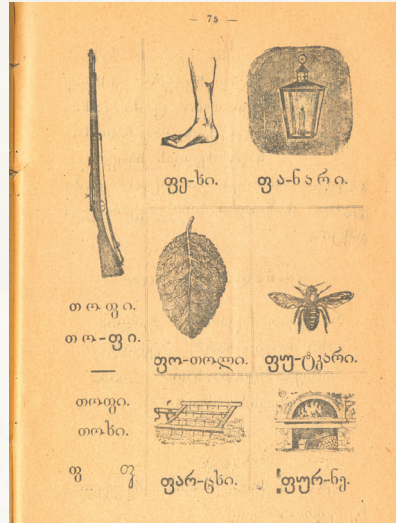 — 75 —
ფე-ხი.
ფა-ნარი.
თოფი.
თო-ფი.
ფო-თოლი.
ფუ-ტკარი.
თოფი.
თოხი.
ფ ფ
ფარ-ცხი.
ფურ-ნე.